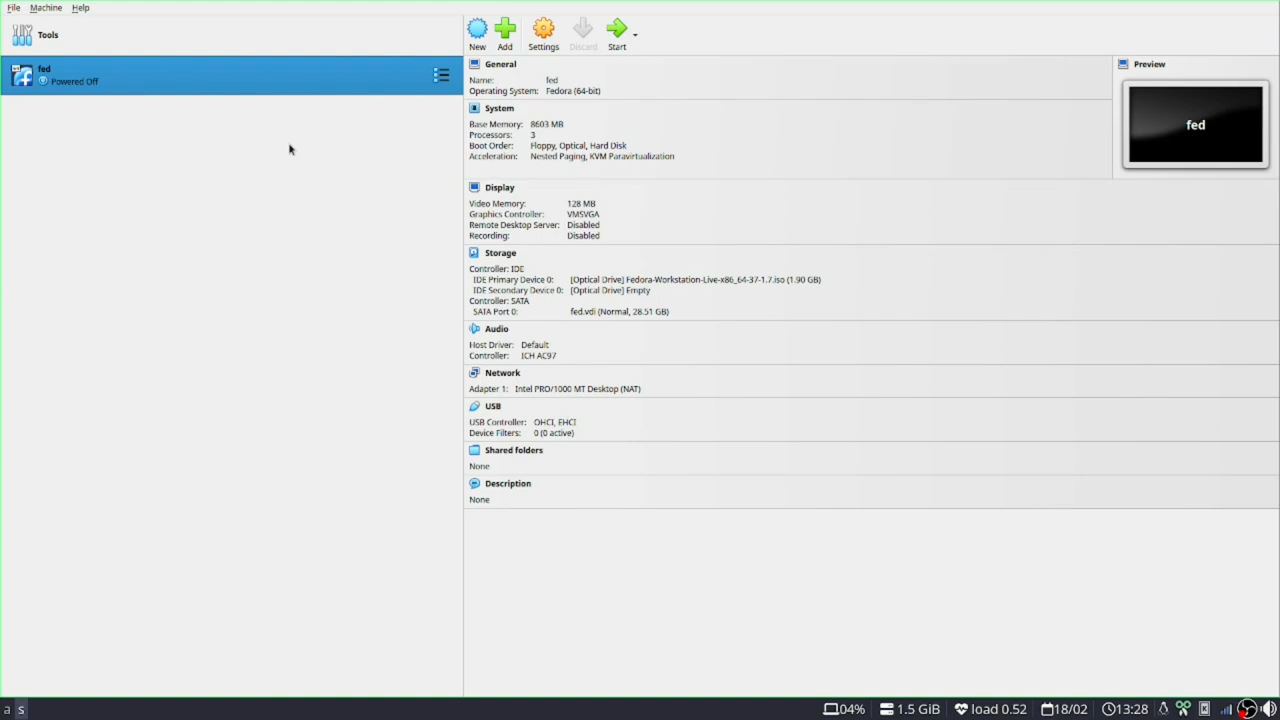 File Machine Help
Tools
fed
Powered Off
New Add Settings Discard Start
General
Name: fed
Operating System: Fedora (64-bit)
Preview
fed
System
Base Memory: 8603 MB
Processors: 3
Boot Order: Floppy, Optical, Hard Disk
Acceleration: Nested Paging, KVM Paravirtualization
Display
Video Memory: 128 MB
Graphics Controller: VMSVGA
Remote Desktop Server: Disabled
Recording: Disabled
Storage
Controller: IDE
IDE Primary Device 0: [Optical Drive] Fedora-Workstation-Live-x86_64-37-1.7.iso (1.90 GB)
IDE Secondary Device 0: [Optical Drive] Empty
Controller: SATA
SATA Port 0: fed.vdi (Normal, 28.51 GB)
Audio
Host Driver: Default
Controller: ICH AC97
Network
Adapter 1: Intel PRO/1000 MT Desktop (NAT)
USB
USB Controller: OHCI, EHCI
Device Filters: 0 (0 active)
Shared folders
None
Description
None
a s 04% 1.5 GiB load 0.52 18/02 13:28